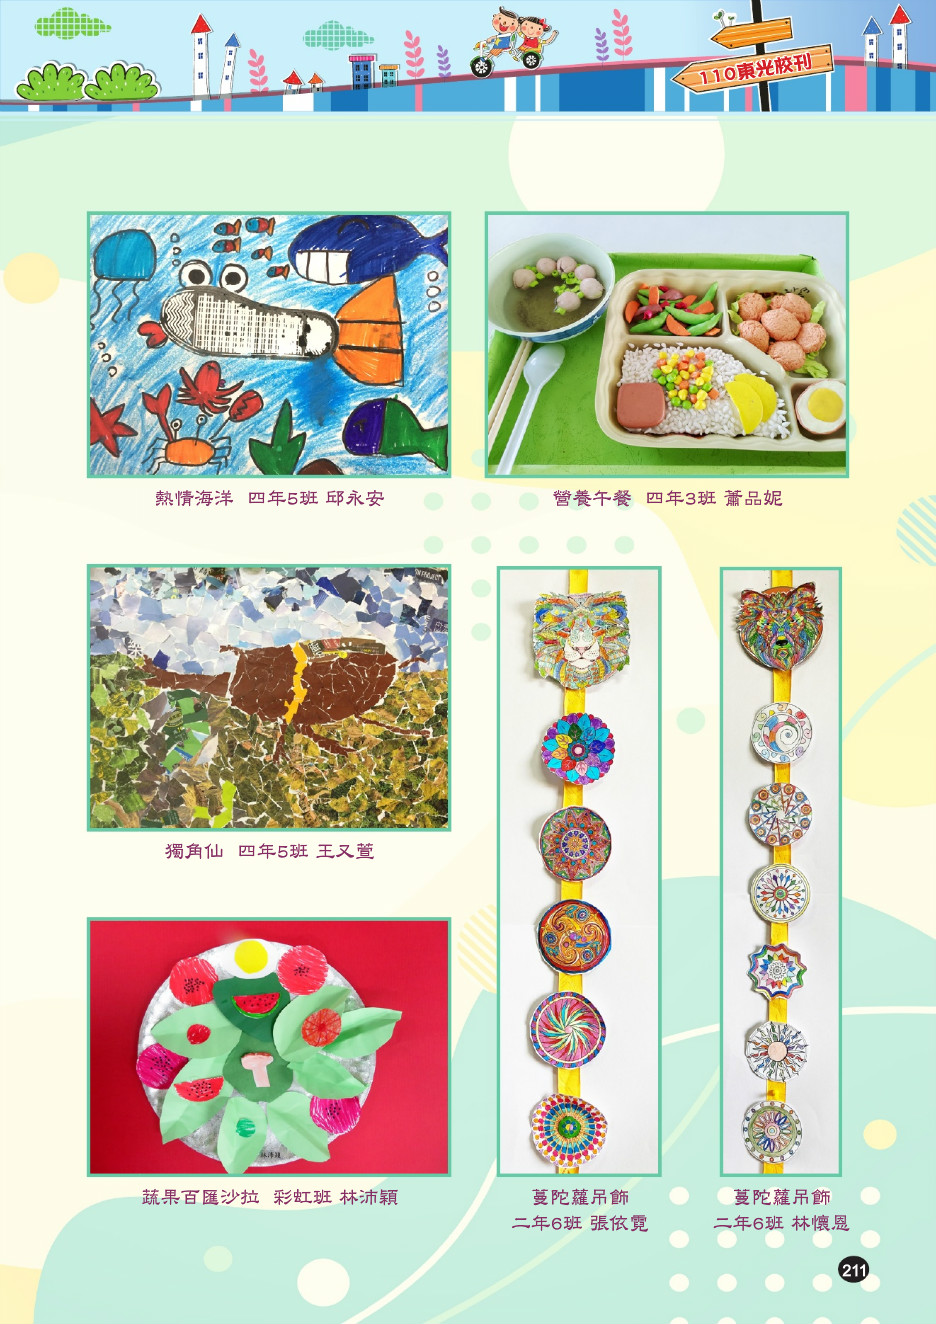 110東光校刊
熱情海洋 四年5班 邱永安
營養午餐 四年3班 蕭品妮
獨角仙 四年5班 王又萱
蔬果百匯沙拉 彩虹班 林沛穎
蔓陀蘿吊飾
二年6班 張依霓
蔓陀蘿吊飾
二年6班 林懷恩
211